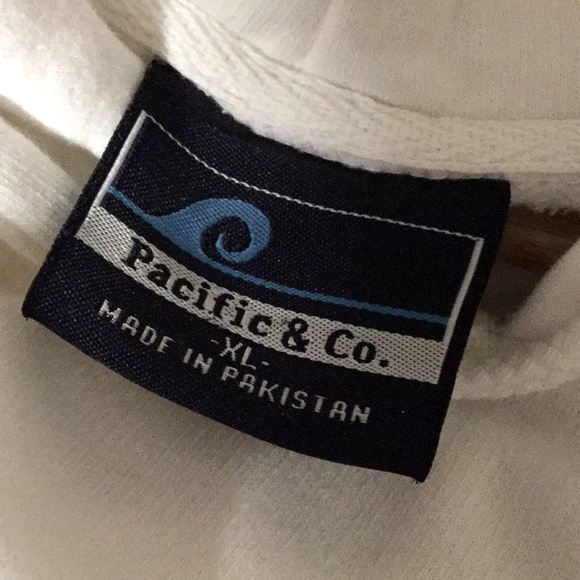 Pacific & Co.
-XL-
MADE IN PAKISTAN